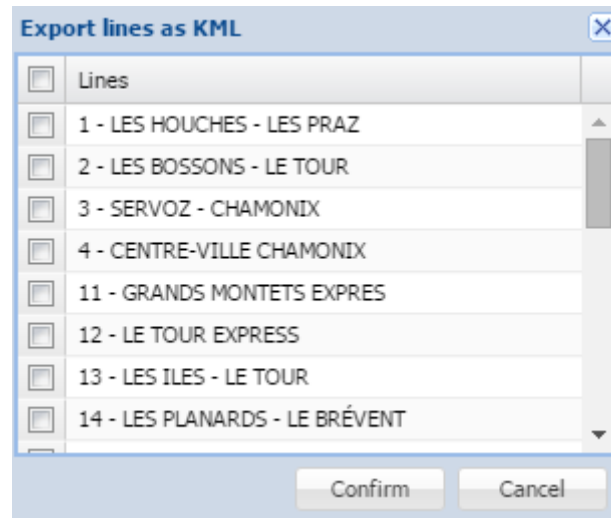 Export lines as KML
Lines
1 - LES HOUCHES - LES PRAZ
2 - LES BOSSONS - LE TOUR
3 - SERVOZ - CHAMONIX
4 - CENTRE-VILLE CHAMONIX
11 - GRANDS MONTETS EXPRES
12 - LE TOUR EXPRESS
13 - LES ILES - LE TOUR
14 - LES PLANARDS - LE BRÉVENT
Confirm Cancel